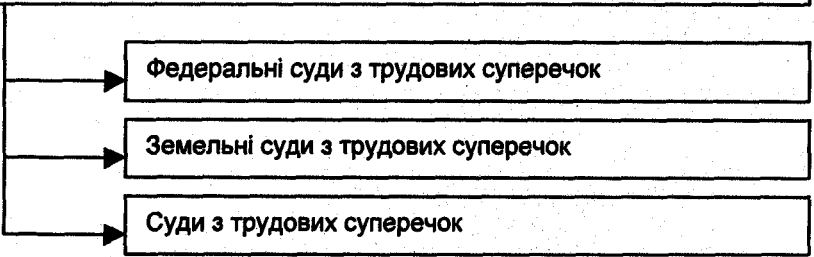 Федеральні суди з трудових суперечок
Земельні суди з трудових суперечок
Суди з трудових суперечок